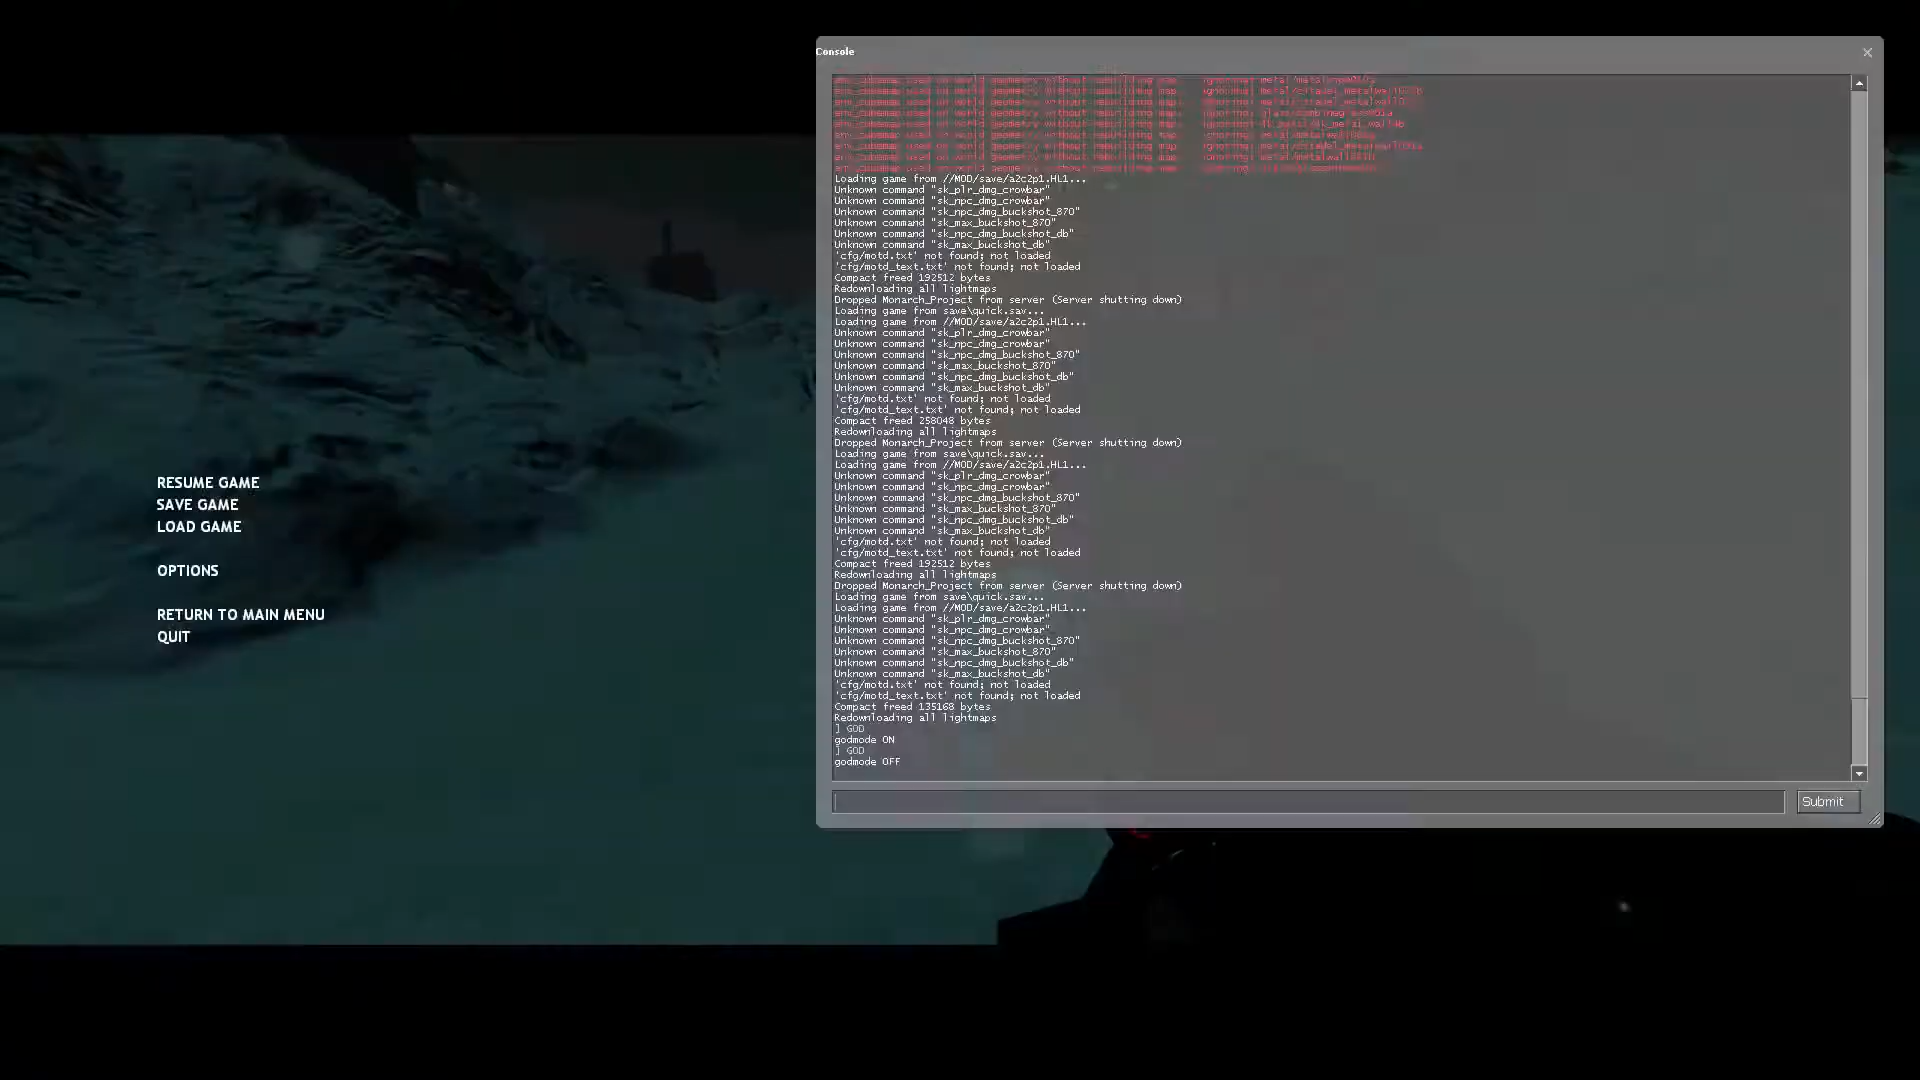 Console
Loading game from //MOD/save/a2c2p1.HL1...
Unknown command "sk_plr_dmg_crowbar"
Unknown command "sk_npc_dmg_crowbar"
Unknown command "sk_npc_dmg_buckshot_870"
Unknown command "sk_max_buckshot_870"
Unknown command "sk_npc_dmg_buckshot_db"
Unknown command "sk_max_buckshot_db"
'cfg/motd.txt' not found; not loaded
'cfg/motd_text.txt' not found; not loaded
Compact freed 192512 bytes
Redownloading all lightmaps
Dropped Monarch_Project from server (Server shutting down)
Loading game from save\quick.sav...
Loading game from //MOD/save/a2c2p1.HL1...
Unknown command "sk_plr_dmg_crowbar"
Unknown command "sk_npc_dmg_crowbar"
Unknown command "sk_npc_dmg_buckshot_870"
Unknown command "sk_max_buckshot_870"
Unknown command "sk_npc_dmg_buckshot_db"
Unknown command "sk_max_buckshot_db"
'cfg/motd.txt' not found; not loaded
'cfg/motd_text.txt' not found; not loaded
Compact freed 258048 bytes
Redownloading all lightmaps
Dropped Monarch_Project from server (Server shutting down)
Loading game from save\quick.sav...
Loading game from //MOD/save/a2c2p1.HL1...
Unknown command "sk_plr_dmg_crowbar"
Unknown command "sk_npc_dmg_crowbar"
Unknown command "sk_npc_dmg_buckshot_870"
Unknown command "sk_max_buckshot_870"
Unknown command "sk_npc_dmg_buckshot_db"
Unknown command "sk_max_buckshot_db"
'cfg/motd.txt' not found; not loaded
'cfg/motd_text.txt' not found; not loaded
Compact freed 192512 bytes
Redownloading all lightmaps
Dropped Monarch_Project from server (Server shutting down)
Loading game from save\quick.sav...
Loading game from //MOD/save/a2c2p1.HL1...
Unknown command "sk_plr_dmg_crowbar"
Unknown command "sk_npc_dmg_crowbar"
Unknown command "sk_npc_dmg_buckshot_870"
Unknown command "sk_max_buckshot_870"
Unknown command "sk_npc_dmg_buckshot_db"
Unknown command "sk_max_buckshot_db"
'cfg/motd.txt' not found; not loaded
'cfg/motd_text.txt' not found; not loaded
Compact freed 135168 bytes
Redownloading all lightmaps
] GOD
godmode ON
] GOD
godmode OFF
Submit
RESUME GAME
SAVE GAME
LOAD GAME
OPTIONS
RETURN TO MAIN MENU
QUIT